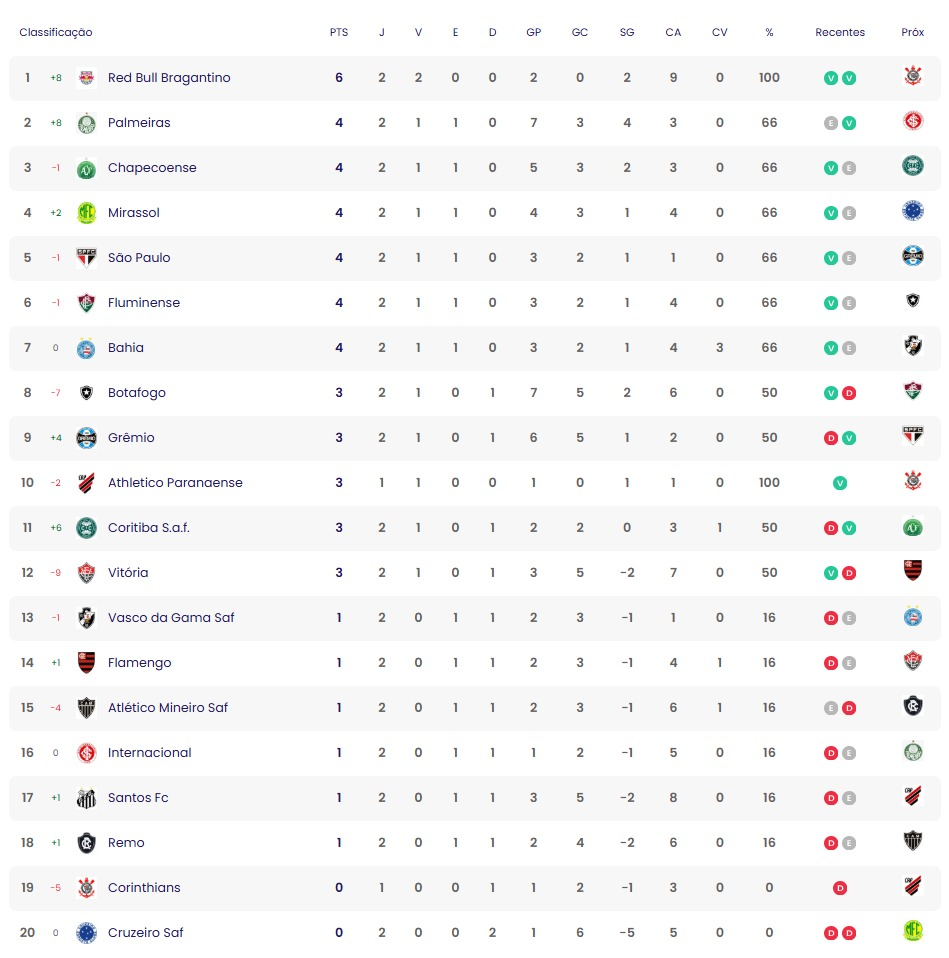 Classificação PTS J V E D GP GC SG CA CV % Recentes Próx
1 +8 Red Bull Bragantino 6 2 2 0 0 2 0 2 9 0 100 V V
2 +8 Palmeiras 4 2 1 1 0 7 3 4 3 0 66 E V
3 -1 Chapecoense 4 2 1 1 0 5 3 2 3 0 66 V E
4 +2 Mirassol 4 2 1 1 0 4 3 1 4 0 66 V E
5 -1 São Paulo 4 2 1 1 0 3 2 1 1 0 66 V E
6 -1 Fluminense 4 2 1 1 0 3 2 1 4 0 66 V E
7 0 Bahia 4 2 1 1 0 3 2 1 4 3 66 V E
8 -7 Botafogo 3 2 1 0 1 7 5 2 6 0 50 V D
9 +4 Grêmio 3 2 1 0 1 6 5 1 2 0 50 D V
10 -2 Athletico Paranaense 3 1 1 0 0 1 0 1 1 0 100 V
11 +6 Coritiba S.a.f. 3 2 1 0 1 2 2 0 3 1 50 D V
12 -9 Vitória 3 2 1 0 1 3 5 -2 7 0 50 V D
13 -1 Vasco da Gama Saf 1 2 0 1 1 2 3 -1 1 0 16 D E
14 +1 Flamengo 1 2 0 1 1 2 3 -1 4 1 16 D E
15 -4 Atlético Mineiro Saf 1 2 0 1 1 2 3 -1 6 1 16 E D
16 0 Internacional 1 2 0 1 1 1 2 -1 5 0 16 D E
17 +1 Santos Fc 1 2 0 1 1 3 5 -2 8 0 16 D E
18 +1 Remo 1 2 0 1 1 2 4 -2 6 0 16 D E
19 -5 Corinthians 0 1 0 0 1 1 2 -1 3 0 0 D
20 0 Cruzeiro Saf 0 2 0 0 2 1 6 -5 5 0 0 D D